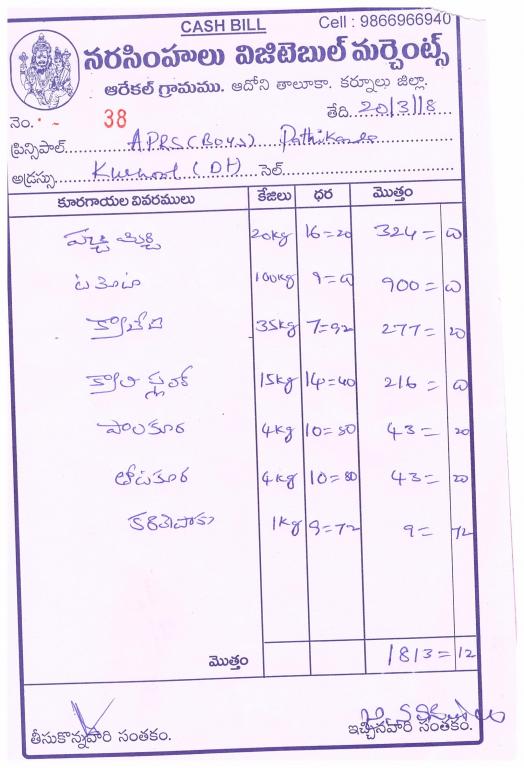 CASH BILL Cell : 9866966940
నరసింహలు విజిటెబుల్ మర్చెంట్స్
ఆరేకల్ గ్రామము. ఆదోని తాలూకా. కర్నూలు జిల్లా.
నెం. 38 తేది. 20/3/18
ప్రిన్సిపాల్. A.P.R.S (Boys) Pathikonda
అడ్రస్సు. Kurnool (Dt) సెల్.
కూరగాయల వివరములు కేజిలు ధర మొత్తం
పచ్చి మిర్చి 20kg 16=20 324=00
టమోటా 100kg 9=00 900=00
క్యారెట్ 35kg 7=92 277=20
క్యాలి ఫ్లవర్ 15kg 14=40 216=00
పాలకూర 4kg 10=80 43=20
తోటకూర 4kg 10=80 43=20
కరివేపాకు 1kg 9=72 9=72
మొత్తం 1813=12
తీసుకొన్నవారి సంతకం. ఇచ్చినవారి సంతకం.